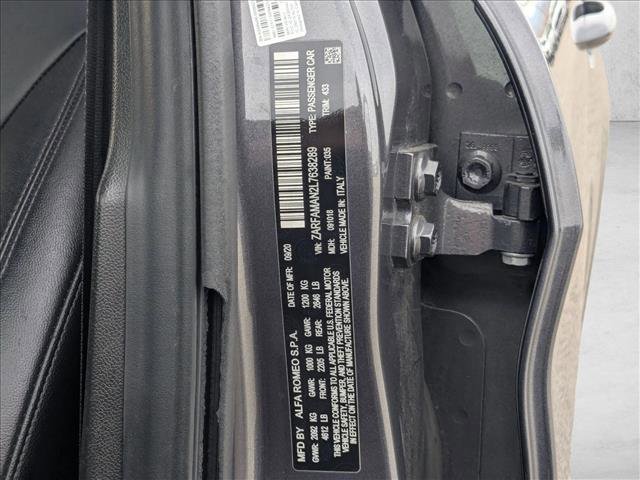 MFD BY ALFA ROMEO S.P.A. DATE OF MFR: 09/20
GVWR: 2092 KG GAWR: 1000 KG GAWR: 1200 KG
4612 LB FRONT: 2205 LB REAR: 2646 LB
THIS VEHICLE CONFORMS TO ALL APPLICABLE U.S. FEDERAL MOTOR
VEHICLE SAFETY, BUMPER, AND THEFT PREVENTION STANDARDS
IN EFFECT ON THE DATE OF MANUFACTURE SHOWN ABOVE.
VIN: ZARFAMAN2L7638289 TYPE: PASSENGER CAR
MDH: 091018 PAINT:035 TRIM: 433
VEHICLE MADE IN: ITALY